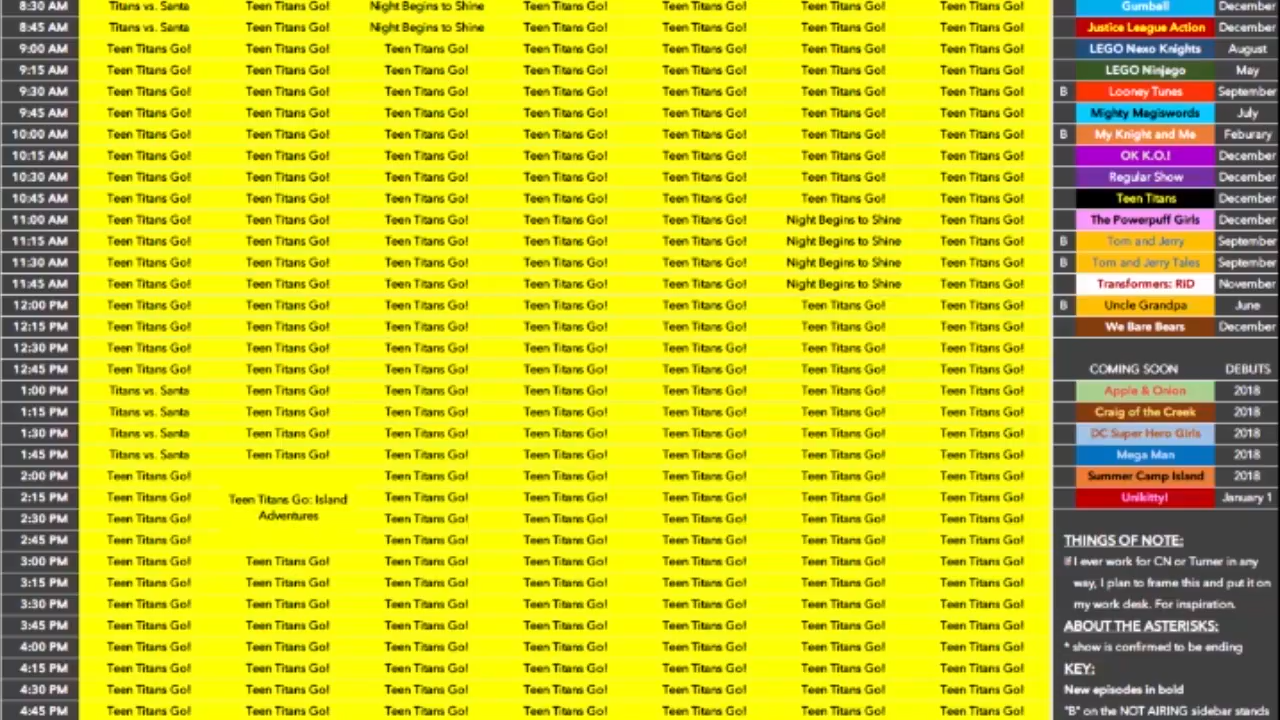 8:30 AM Titans vs. Santa Teen Titans Go! Night Begins to Shine Teen Titans Go! Teen Titans Go! Teen Titans Go! Teen Titans Go! Gumball December
8:45 AM Titans vs. Santa Teen Titans Go! Night Begins to Shine Teen Titans Go! Teen Titans Go! Teen Titans Go! Teen Titans Go! Justice League Action December
9:00 AM Teen Titans Go! Teen Titans Go! Teen Titans Go! Teen Titans Go! Teen Titans Go! Teen Titans Go! Teen Titans Go! LEGO Nexo Knights August
9:15 AM Teen Titans Go! Teen Titans Go! Teen Titans Go! Teen Titans Go! Teen Titans Go! Teen Titans Go! Teen Titans Go! LEGO Ninjago May
9:30 AM Teen Titans Go! Teen Titans Go! Teen Titans Go! Teen Titans Go! Teen Titans Go! Teen Titans Go! Teen Titans Go! B Looney Tunes September
9:45 AM Teen Titans Go! Teen Titans Go! Teen Titans Go! Teen Titans Go! Teen Titans Go! Teen Titans Go! Teen Titans Go! Mighty Magiswords July
10:00 AM Teen Titans Go! Teen Titans Go! Teen Titans Go! Teen Titans Go! Teen Titans Go! Teen Titans Go! Teen Titans Go! B My Knight and Me Feburary
10:15 AM Teen Titans Go! Teen Titans Go! Teen Titans Go! Teen Titans Go! Teen Titans Go! Teen Titans Go! Teen Titans Go! OK K.O.! December
10:30 AM Teen Titans Go! Teen Titans Go! Teen Titans Go! Teen Titans Go! Teen Titans Go! Teen Titans Go! Teen Titans Go! Regular Show December
10:45 AM Teen Titans Go! Teen Titans Go! Teen Titans Go! Teen Titans Go! Teen Titans Go! Teen Titans Go! Teen Titans Go! Teen Titans December
11:00 AM Teen Titans Go! Teen Titans Go! Teen Titans Go! Teen Titans Go! Teen Titans Go! Night Begins to Shine Teen Titans Go! The Powerpuff Girls December
11:15 AM Teen Titans Go! Teen Titans Go! Teen Titans Go! Teen Titans Go! Teen Titans Go! Night Begins to Shine Teen Titans Go! B Tom and Jerry September
11:30 AM Teen Titans Go! Teen Titans Go! Teen Titans Go! Teen Titans Go! Teen Titans Go! Night Begins to Shine Teen Titans Go! B Tom and Jerry Tales September
11:45 AM Teen Titans Go! Teen Titans Go! Teen Titans Go! Teen Titans Go! Teen Titans Go! Night Begins to Shine Teen Titans Go! Transformers: RiD November
12:00 PM Teen Titans Go! Teen Titans Go! Teen Titans Go! Teen Titans Go! Teen Titans Go! Teen Titans Go! Teen Titans Go! B Uncle Grandpa June
12:15 PM Teen Titans Go! Teen Titans Go! Teen Titans Go! Teen Titans Go! Teen Titans Go! Teen Titans Go! Teen Titans Go! We Bare Bears December
12:30 PM Teen Titans Go! Teen Titans Go! Teen Titans Go! Teen Titans Go! Teen Titans Go! Teen Titans Go! Teen Titans Go!
12:45 PM Teen Titans Go! Teen Titans Go! Teen Titans Go! Teen Titans Go! Teen Titans Go! Teen Titans Go! Teen Titans Go! COMING SOON DEBUTS
1:00 PM Titans vs. Santa Teen Titans Go! Teen Titans Go! Teen Titans Go! Teen Titans Go! Teen Titans Go! Teen Titans Go! Apple & Onion 2018
1:15 PM Titans vs. Santa Teen Titans Go! Teen Titans Go! Teen Titans Go! Teen Titans Go! Teen Titans Go! Teen Titans Go! Craig of the Creek 2018
1:30 PM Titans vs. Santa Teen Titans Go! Teen Titans Go! Teen Titans Go! Teen Titans Go! Teen Titans Go! Teen Titans Go! DC Super Hero Girls 2018
1:45 PM Titans vs. Santa Teen Titans Go! Teen Titans Go! Teen Titans Go! Teen Titans Go! Teen Titans Go! Teen Titans Go! Mega Man 2018
2:00 PM Teen Titans Go! Teen Titans Go! Teen Titans Go! Teen Titans Go! Teen Titans Go! Teen Titans Go! Summer Camp Island 2018
2:15 PM Teen Titans Go! Teen Titans Go: Island Teen Titans Go! Teen Titans Go! Teen Titans Go! Teen Titans Go! Teen Titans Go! Unikitty! January 1
2:30 PM Teen Titans Go! Adventures Teen Titans Go! Teen Titans Go! Teen Titans Go! Teen Titans Go! Teen Titans Go!
2:45 PM Teen Titans Go! Teen Titans Go! Teen Titans Go! Teen Titans Go! Teen Titans Go! Teen Titans Go! THINGS OF NOTE:
3:00 PM Teen Titans Go! Teen Titans Go! Teen Titans Go! Teen Titans Go! Teen Titans Go! Teen Titans Go! Teen Titans Go! If I ever work for CN or Turner in any
3:15 PM Teen Titans Go! Teen Titans Go! Teen Titans Go! Teen Titans Go! Teen Titans Go! Teen Titans Go! Teen Titans Go! way, I plan to frame this and put it on
3:30 PM Teen Titans Go! Teen Titans Go! Teen Titans Go! Teen Titans Go! Teen Titans Go! Teen Titans Go! Teen Titans Go! my work desk. For inspiration.
3:45 PM Teen Titans Go! Teen Titans Go! Teen Titans Go! Teen Titans Go! Teen Titans Go! Teen Titans Go! Teen Titans Go! ABOUT THE ASTERISKS:
4:00 PM Teen Titans Go! Teen Titans Go! Teen Titans Go! Teen Titans Go! Teen Titans Go! Teen Titans Go! Teen Titans Go! * show is confirmed to be ending
4:15 PM Teen Titans Go! Teen Titans Go! Teen Titans Go! Teen Titans Go! Teen Titans Go! Teen Titans Go! Teen Titans Go! KEY:
4:30 PM Teen Titans Go! Teen Titans Go! Teen Titans Go! Teen Titans Go! Teen Titans Go! Teen Titans Go! Teen Titans Go! New episodes in bold
4:45 PM Teen Titans Go! Teen Titans Go! Teen Titans Go! Teen Titans Go! Teen Titans Go! Teen Titans Go! Teen Titans Go! "B" on the NOT AIRING sidebar stands